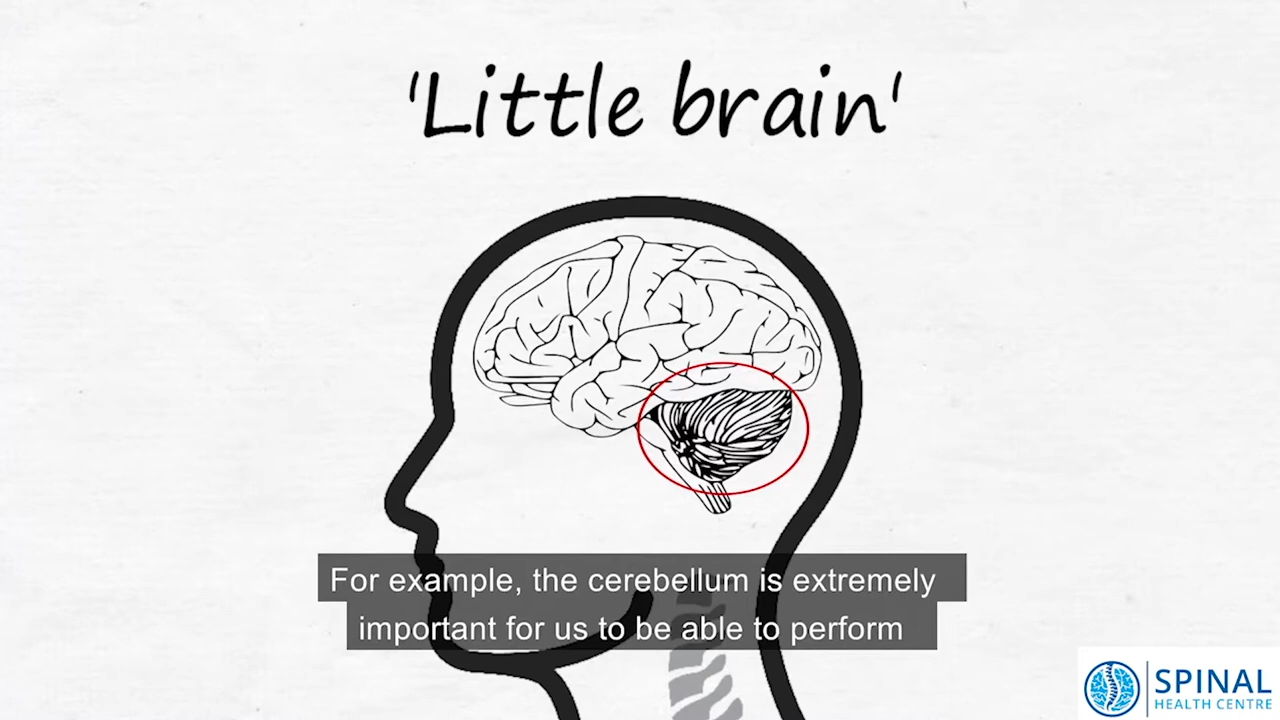 'Little brain'
For example, the cerebellum is extremely
important for us to be able to perform
SPINAL
HEALTH CENTRE